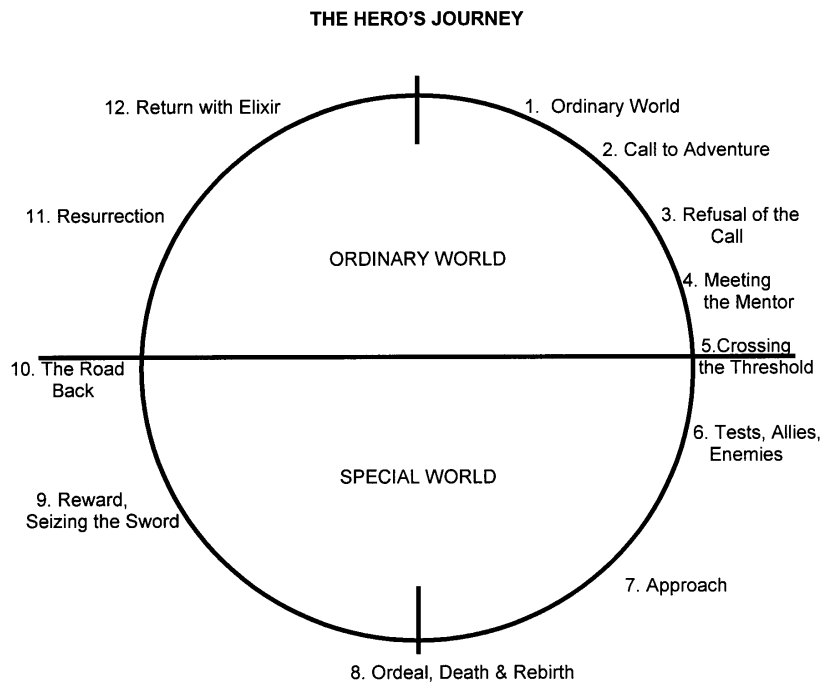 THE HERO'S JOURNEY
12. Return with Elixir
1. Ordinary World
2. Call to Adventure
11. Resurrection
3. Refusal of the
Call
ORDINARY WORLD
4. Meeting
the Mentor
5.Crossing
the Threshold
10. The Road
Back
6. Tests, Allies,
Enemies
SPECIAL WORLD
9. Reward,
Seizing the Sword
7. Approach
8. Ordeal, Death & Rebirth